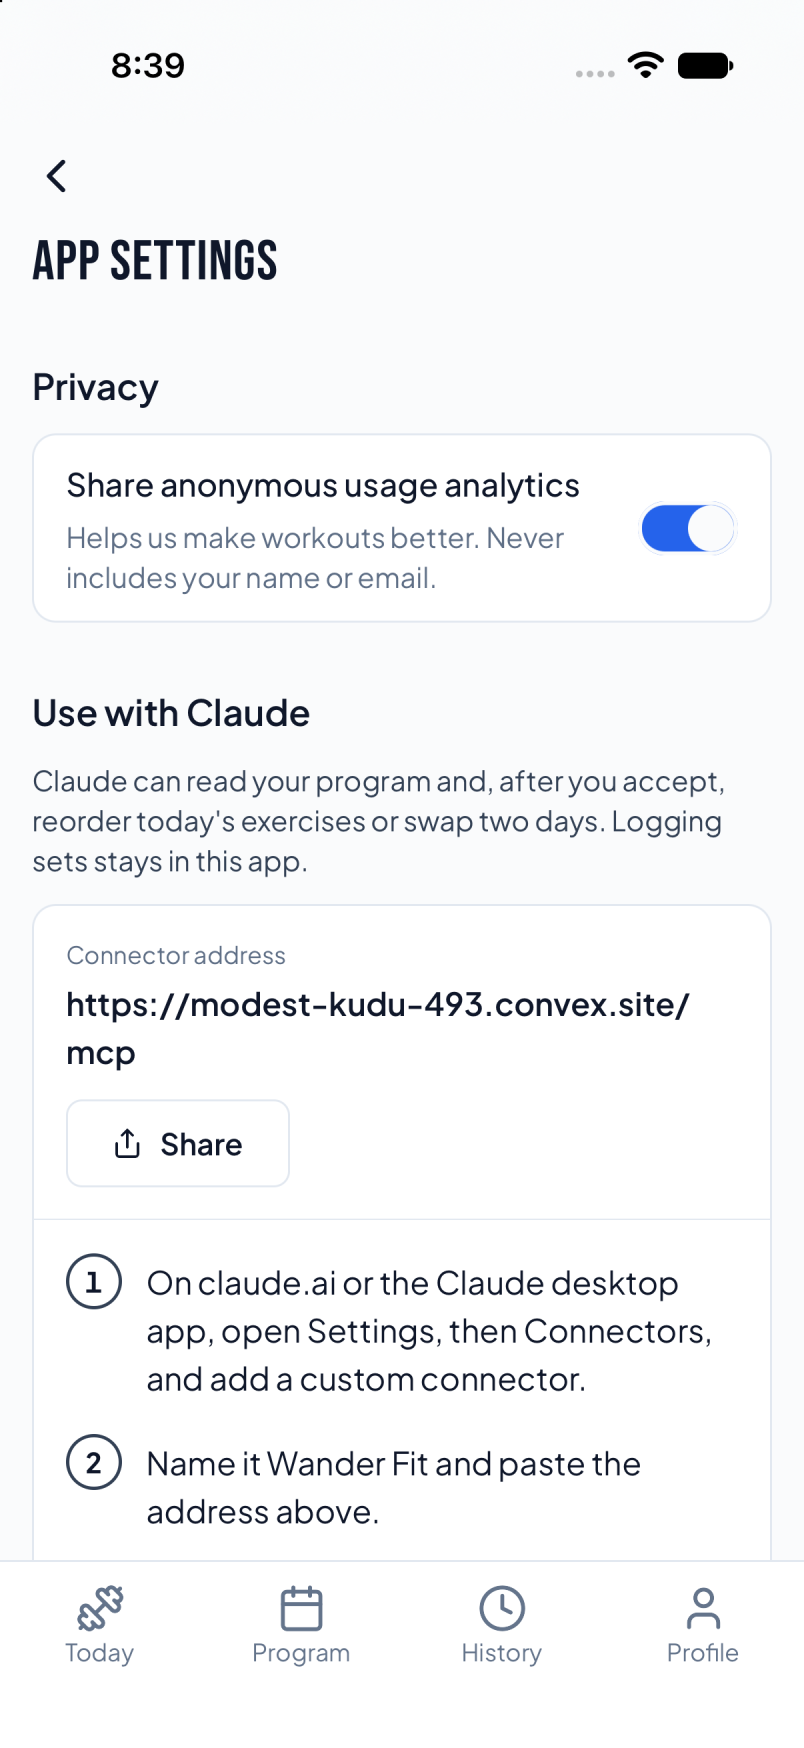 8:39
APP SETTINGS
Privacy
Share anonymous usage analytics
Helps us make workouts better. Never
includes your name or email.
Use with Claude
Claude can read your program and, after you accept,
reorder today's exercises or swap two days. Logging
sets stays in this app.
Connector address
https://modest-kudu-493.convex.site/
mcp
Share
1 On claude.ai or the Claude desktop
app, open Settings, then Connectors,
and add a custom connector.
2 Name it Wander Fit and paste the
address above.
Today Program History Profile